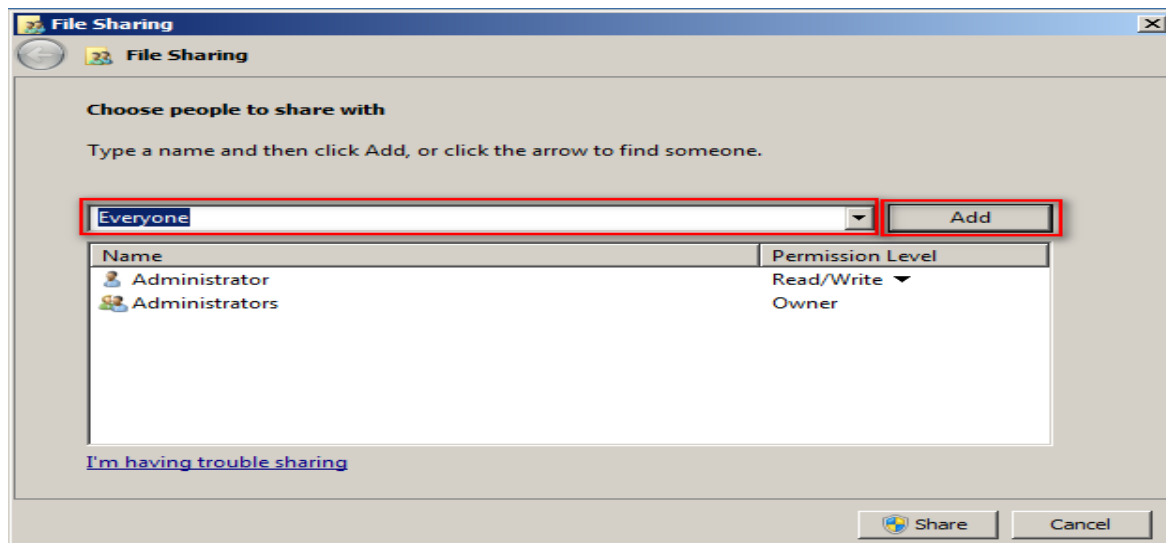 File Sharing
File Sharing
Choose people to share with
Type a name and then click Add, or click the arrow to find someone.
Everyone Add
Name Permission Level
Administrator Read/Write
Administrators Owner
I'm having trouble sharing
Share Cancel